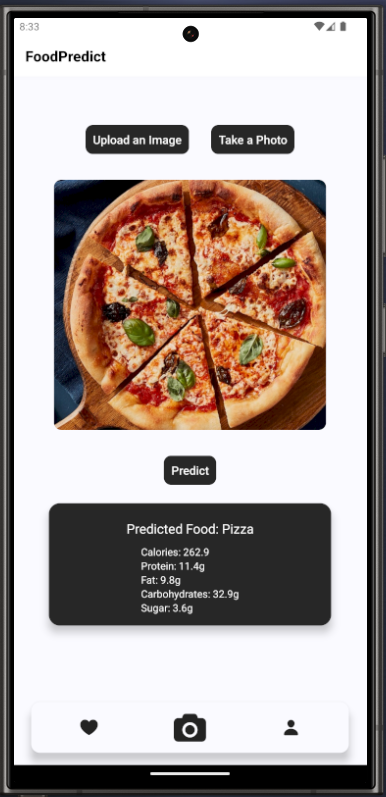 8:33
FoodPredict
Upload an Image Take a Photo
Predict
Predicted Food: Pizza
Calories: 262.9
Protein: 11.4g
Fat: 9.8g
Carbohydrates: 32.9g
Sugar: 3.6g